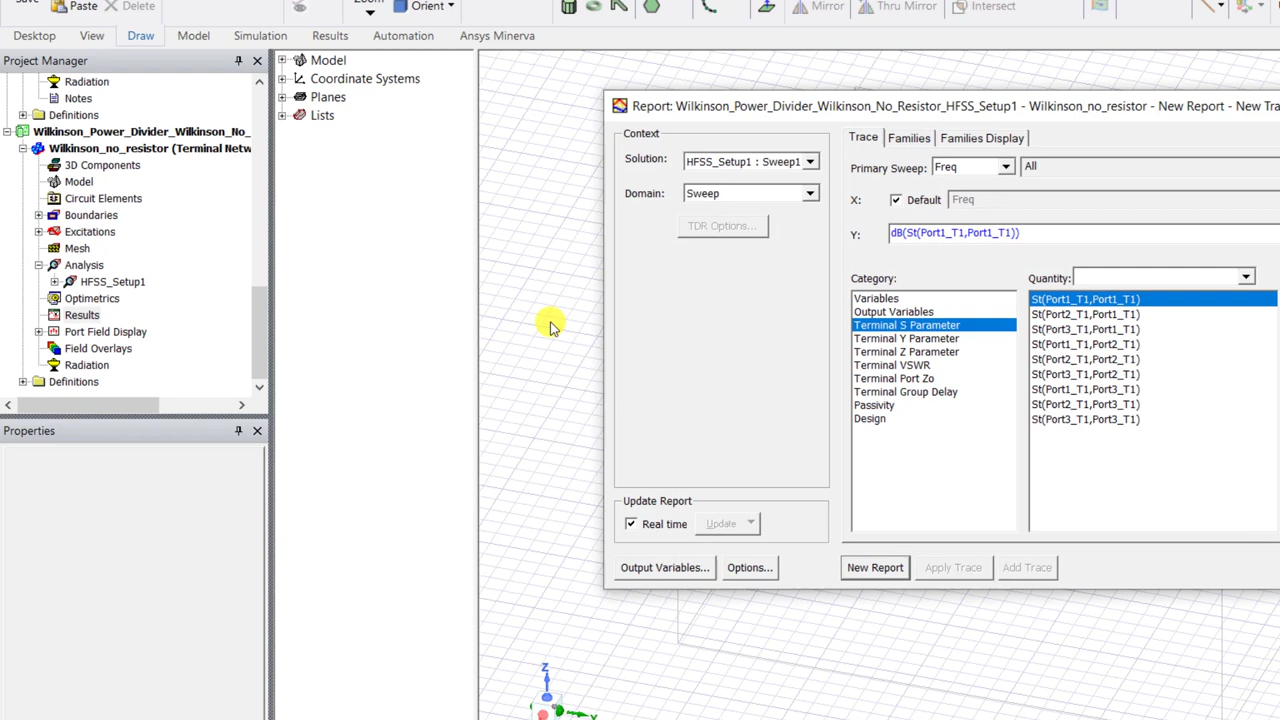 Save
Paste
Delete
Zoom
Orient
Mirror
Thru Mirror
Intersect
Desktop
View
Draw
Model
Simulation
Results
Automation
Ansys Minerva
Project Manager
Radiation
Notes
Definitions
Wilkinson_Power_Divider_Wilkinson_No_
Wilkinson_no_resistor (Terminal Netw
3D Components
Model
Circuit Elements
Boundaries
Excitations
Mesh
Analysis
HFSS_Setup1
Optimetrics
Results
Port Field Display
Field Overlays
Radiation
Definitions
Properties
Model
Coordinate Systems
Planes
Lists
Z
Report: Wilkinson_Power_Divider_Wilkinson_No_Resistor_HFSS_Setup1 - Wilkinson_no_resistor - New Report - New Tra
Context
Solution:
HFSS_Setup1 : Sweep1
Domain:
Sweep
TDR Options...
Update Report
Real time
Update
Output Variables...
Options...
Trace
Families
Families Display
Primary Sweep:
Freq
All
X:
Default
Freq
Y:
dB(St(Port1_T1,Port1_T1))
Category:
Variables
Output Variables
Terminal S Parameter
Terminal Y Parameter
Terminal Z Parameter
Terminal VSWR
Terminal Port Zo
Terminal Group Delay
Passivity
Design
Quantity:
St(Port1_T1,Port1_T1)
St(Port2_T1,Port1_T1)
St(Port3_T1,Port1_T1)
St(Port1_T1,Port2_T1)
St(Port2_T1,Port2_T1)
St(Port3_T1,Port2_T1)
St(Port1_T1,Port3_T1)
St(Port2_T1,Port3_T1)
St(Port3_T1,Port3_T1)
New Report
Apply Trace
Add Trace